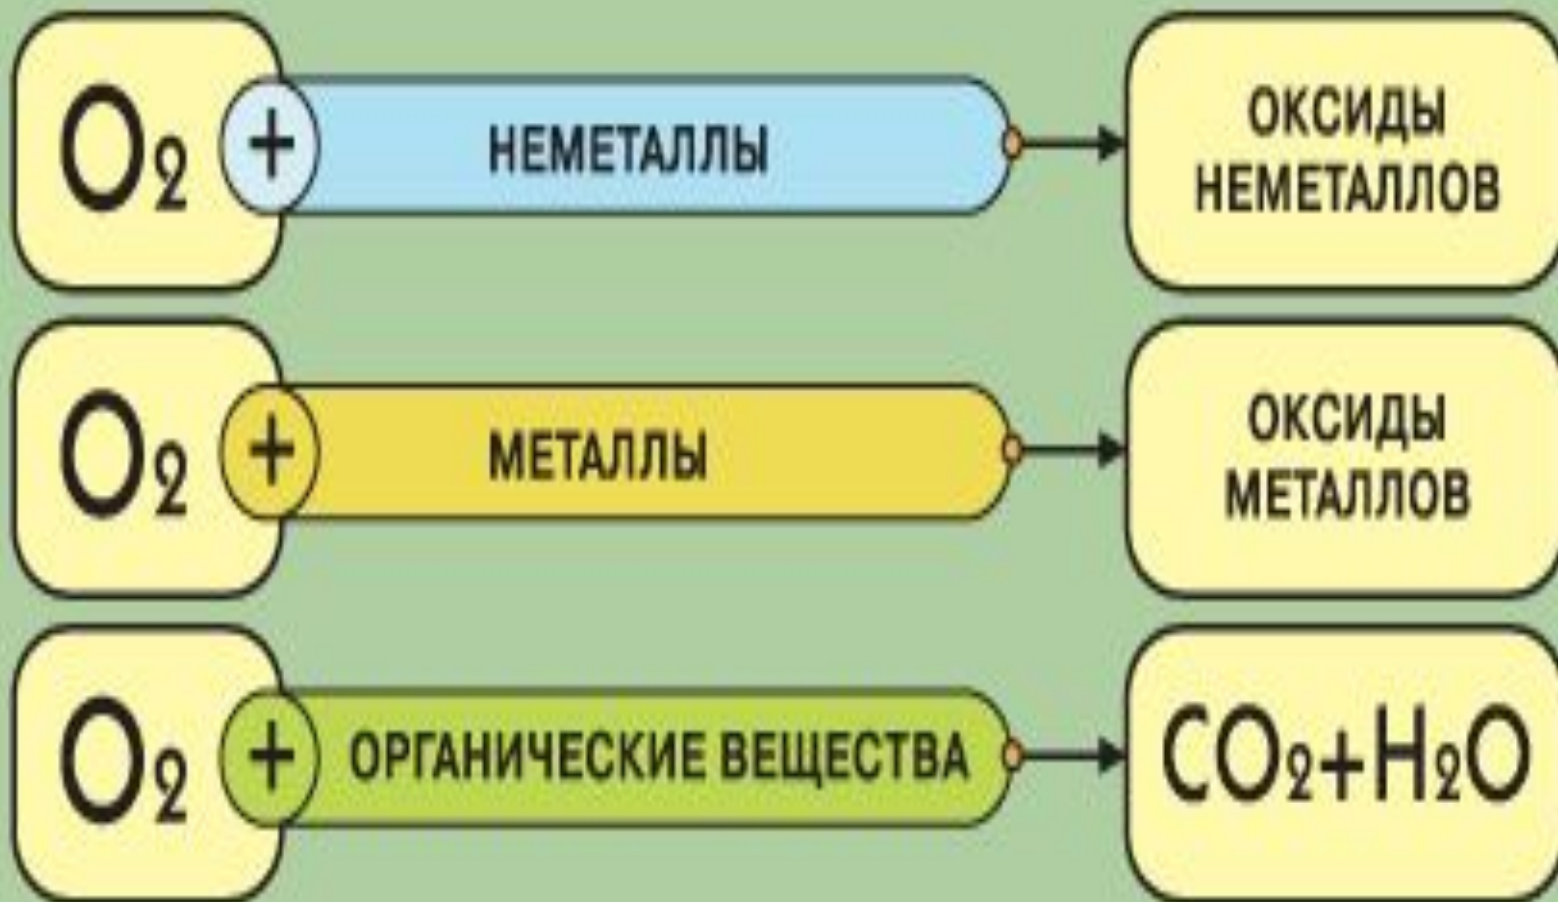 O₂ + НЕМЕТАЛЛЫ
ОКСИДЫ
НЕМЕТАЛЛОВ
O₂ + МЕТАЛЛЫ
ОКСИДЫ
МЕТАЛЛОВ
O₂ + ОРГАНИЧЕСКИЕ ВЕЩЕСТВА
CO₂+H₂O